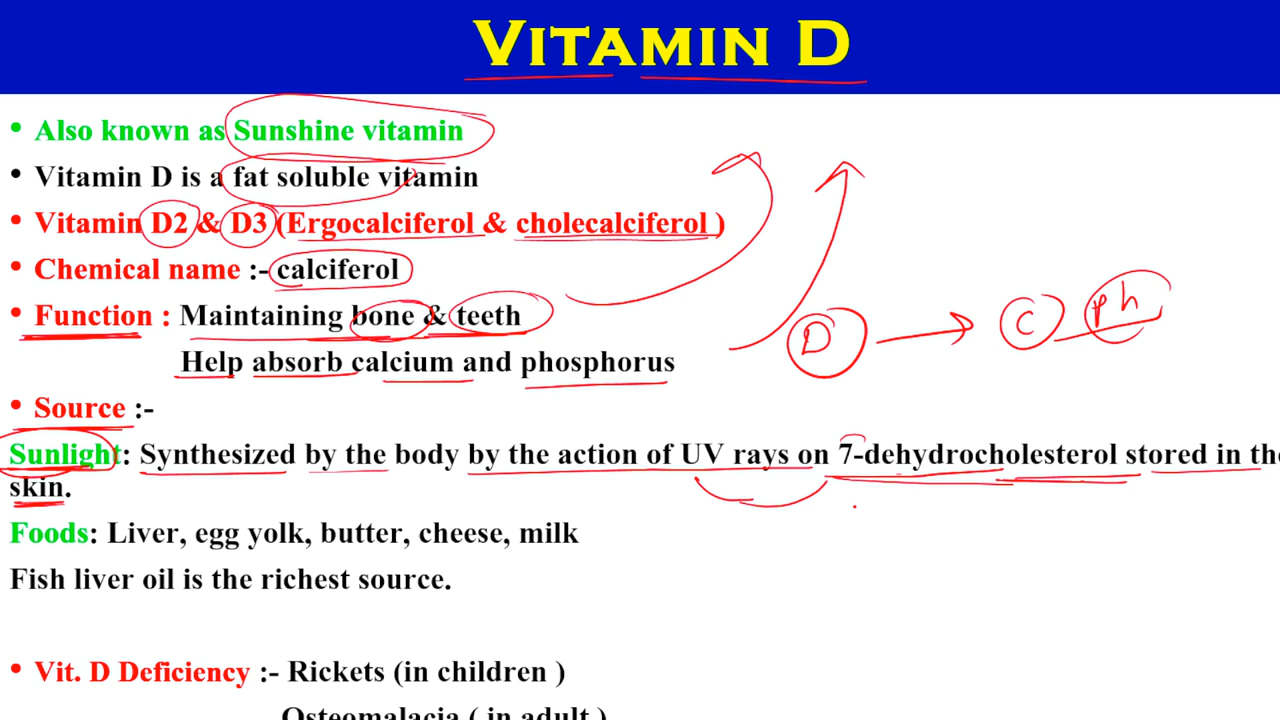 VITAMIN D
• Also known as Sunshine vitamin
• Vitamin D is a fat soluble vitamin
• Vitamin D2 & D3 (Ergocalciferol & cholecalciferol )
• Chemical name :- calciferol
• Function : Maintaining bone & teeth
Help absorb calcium and phosphorus
D → C ph
• Source :-
Sunlight: Synthesized by the body by the action of UV rays on 7-dehydrocholesterol stored in the
skin.
Foods: Liver, egg yolk, butter, cheese, milk
Fish liver oil is the richest source.
• Vit. D Deficiency :- Rickets (in children )
Osteomalacia ( in adult )